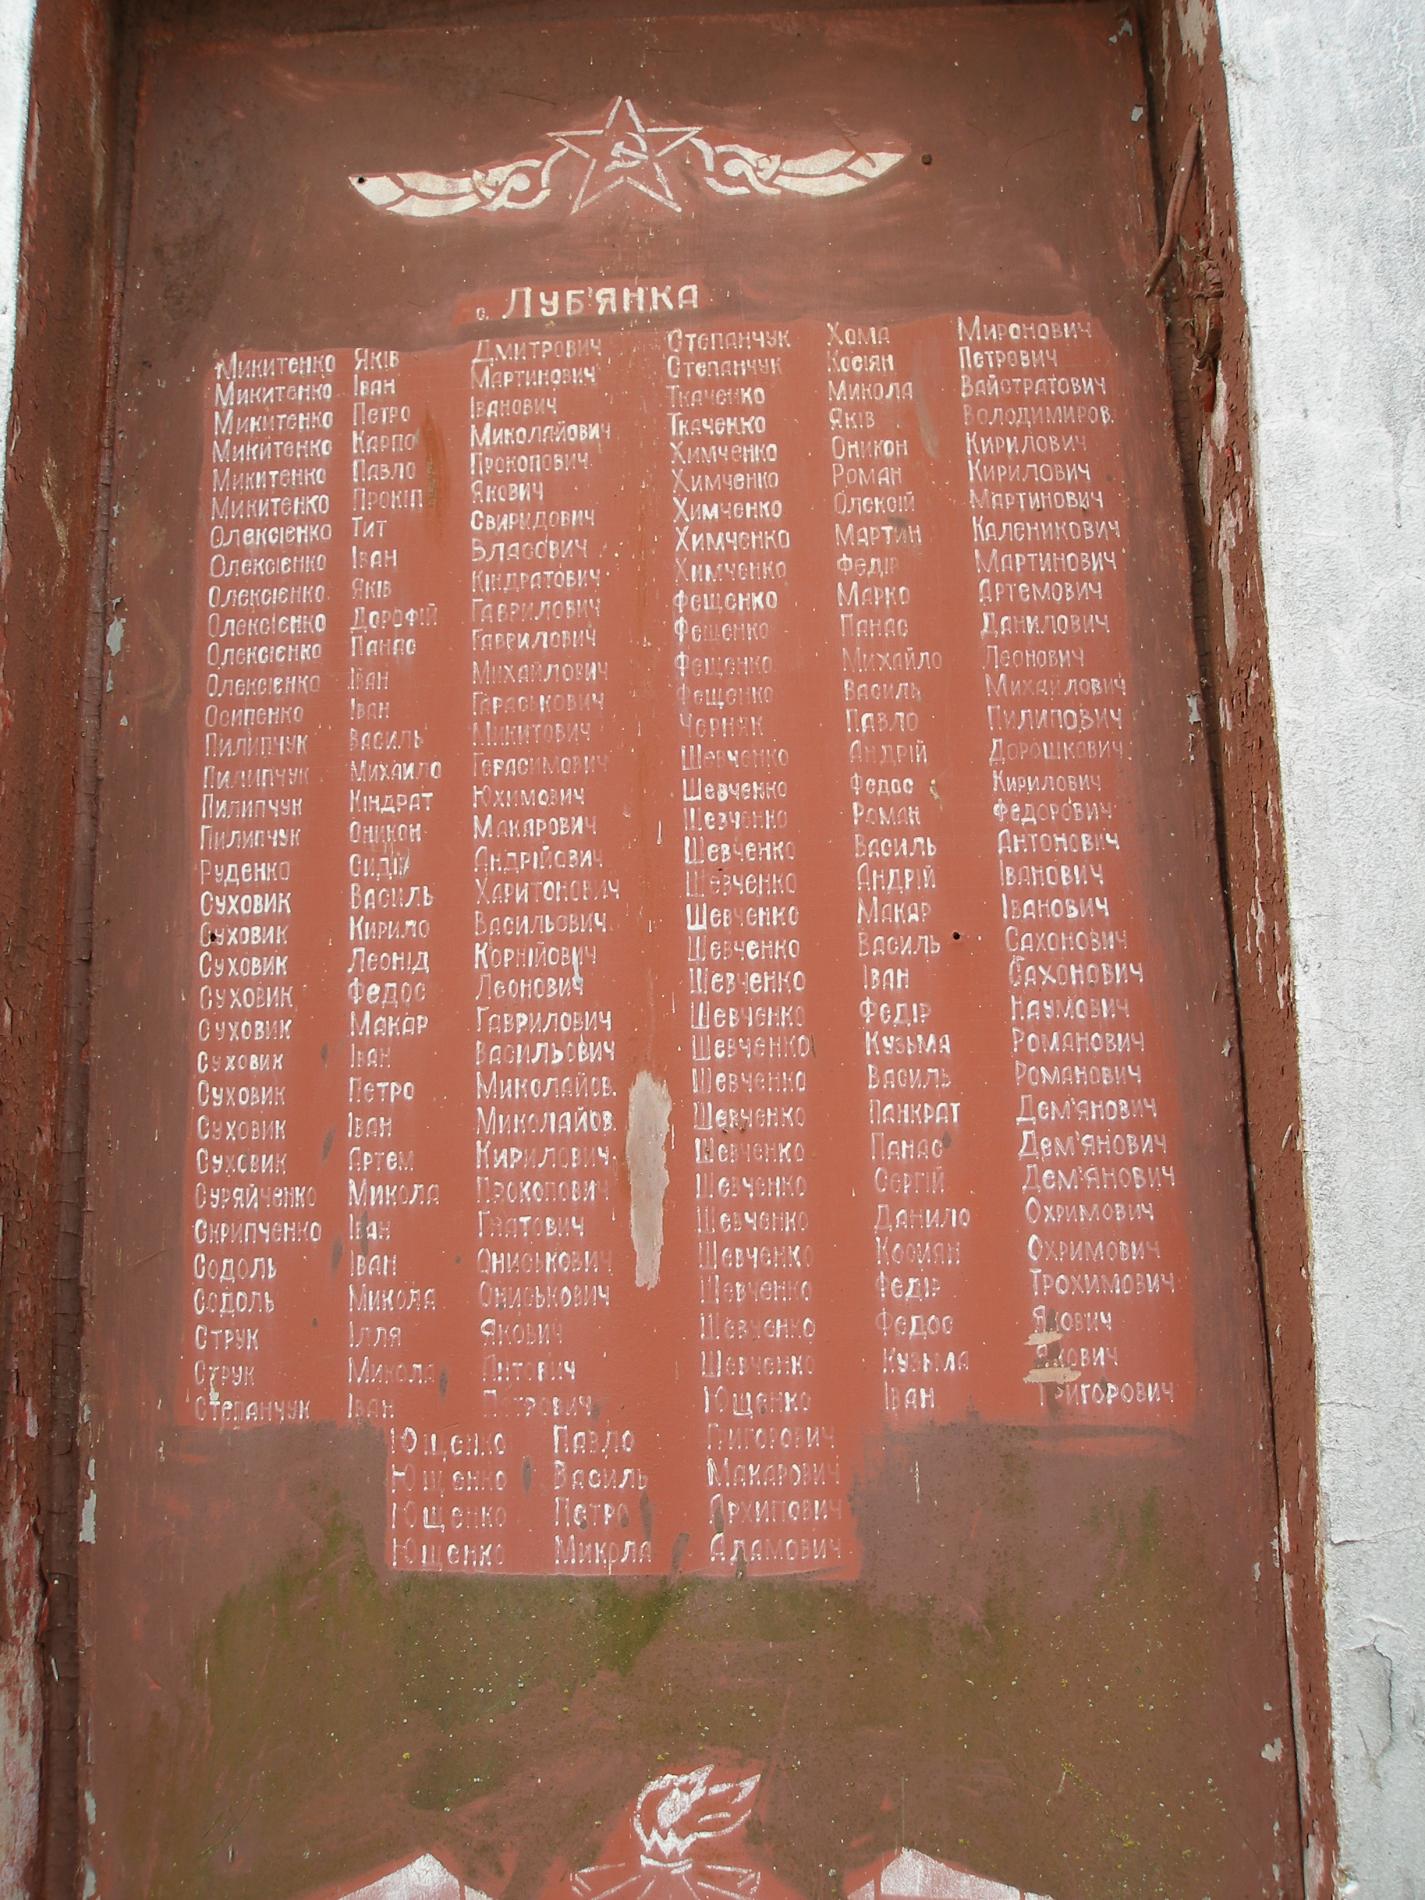 с. Луб'янка
Микитенко Яків Дмитрович
Микитенко Іван Мартинович
Микитенко Петро Іванович
Микитенко Карпо Миколайович
Микитенко Павло Прокопович
Микитенко Прокіп Якович
Олексієнко Тит Свиридович
Олексієнко Іван Власович
Олексієнко Яків Кіндратович
Олексієнко Дорофій Гаврилович
Олексієнко Панас Гаврилович
Олексієнко Іван Михайлович
Осипенко Іван Гераськович
Пилипчук Василь Микитович
Пилипчук Михайло Герасимович
Пилипчук Кіндрат Юхимович
Пилипчук Оникон Макарович
Руденко Сидір Андрійович
Суховик Василь Харитонович
Суховик Кирило Васильович
Суховик Леонід Корнійович
Суховик Федос Леонович
Суховик Макар Гаврилович
Суховик Іван Васильович
Суховик Петро Миколайов.
Суховик Іван Миколайов.
Суховик Артем Кирилович
Суряйченко Микола Прокопович
Скрипченко Іван Гнатович
Содоль Іван Ониськович
Содоль Микола Ониськович
Струк Ілля Якович
Струк Микола
Степанчук Іван Петрович
Степанчук Хома Миронович
Степанчук Косіян Петрович
Ткаченко Микола Вайстратович
Ткаченко Яків Володимиров.
Химченко Оникон Кирилович
Химченко Роман Кирилович
Химченко Олексій Мартинович
Химченко Мартин Каленикович
Химченко Федір Мартинович
Фещенко Марко Артемович
Фещенко Панас Данилович
Фещенко Михайло Леонович
Фещенко Василь Михайлович
Черняк Павло Пилипович
Шевченко Андрій Дорошкович
Шевченко Федос Кирилович
Шевченко Роман Федорович
Шевченко Василь Антонович
Шевченко Андрій Іванович
Шевченко Макар Іванович
Шевченко Василь Сахонович
Шевченко Іван Сахонович
Шевченко Федір Наумович
Шевченко Кузьма Романович
Шевченко Василь Романович
Шевченко Панкрат Дем'янович
Шевченко Панас Дем'янович
Шевченко Сергій Дем'янович
Шевченко Данило Охримович
Шевченко Косиян Охримович
Шевченко Федір Трохимович
Шевченко Федос Якович
Шевченко Кузьма Якович
Ющенко Іван Григорович
Ющенко Павло Григорович
Ющенко Василь Макарович
Ющенко Петро Архипович
Ющенко Микола Адамович